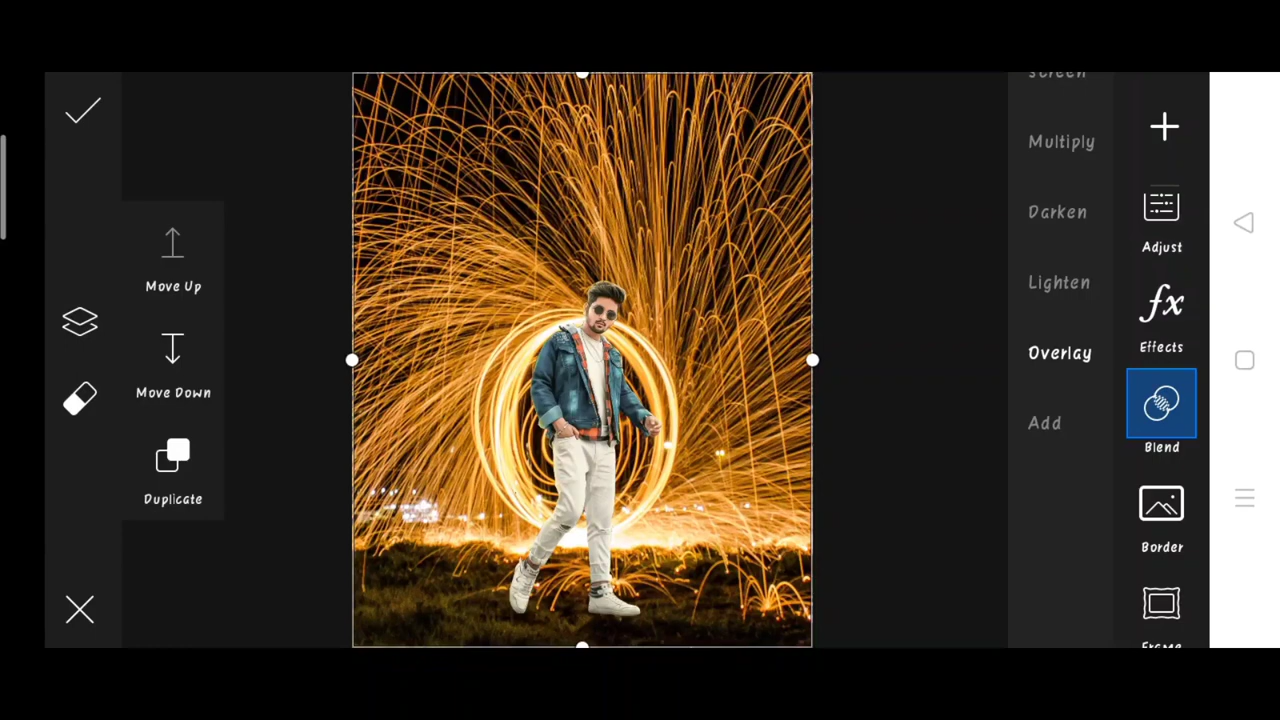 Move Up
Move Down
Duplicate
Screen
Multiply
Darken
Lighten
Overlay
Add
Adjust
fx
Effects
Blend
Border
Frame